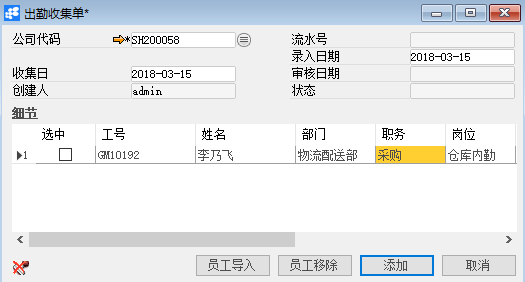 出勤收集单*
公司代码 *SH200058 流水号
录入日期 2018-03-15
收集日 2018-03-15 审核日期
创建人 admin 状态
细节
选中 工号 姓名 部门 职务 岗位
1 GM10192 李乃飞 物流配送部 采购 仓库内勤
员工导入 员工移除 添加 取消